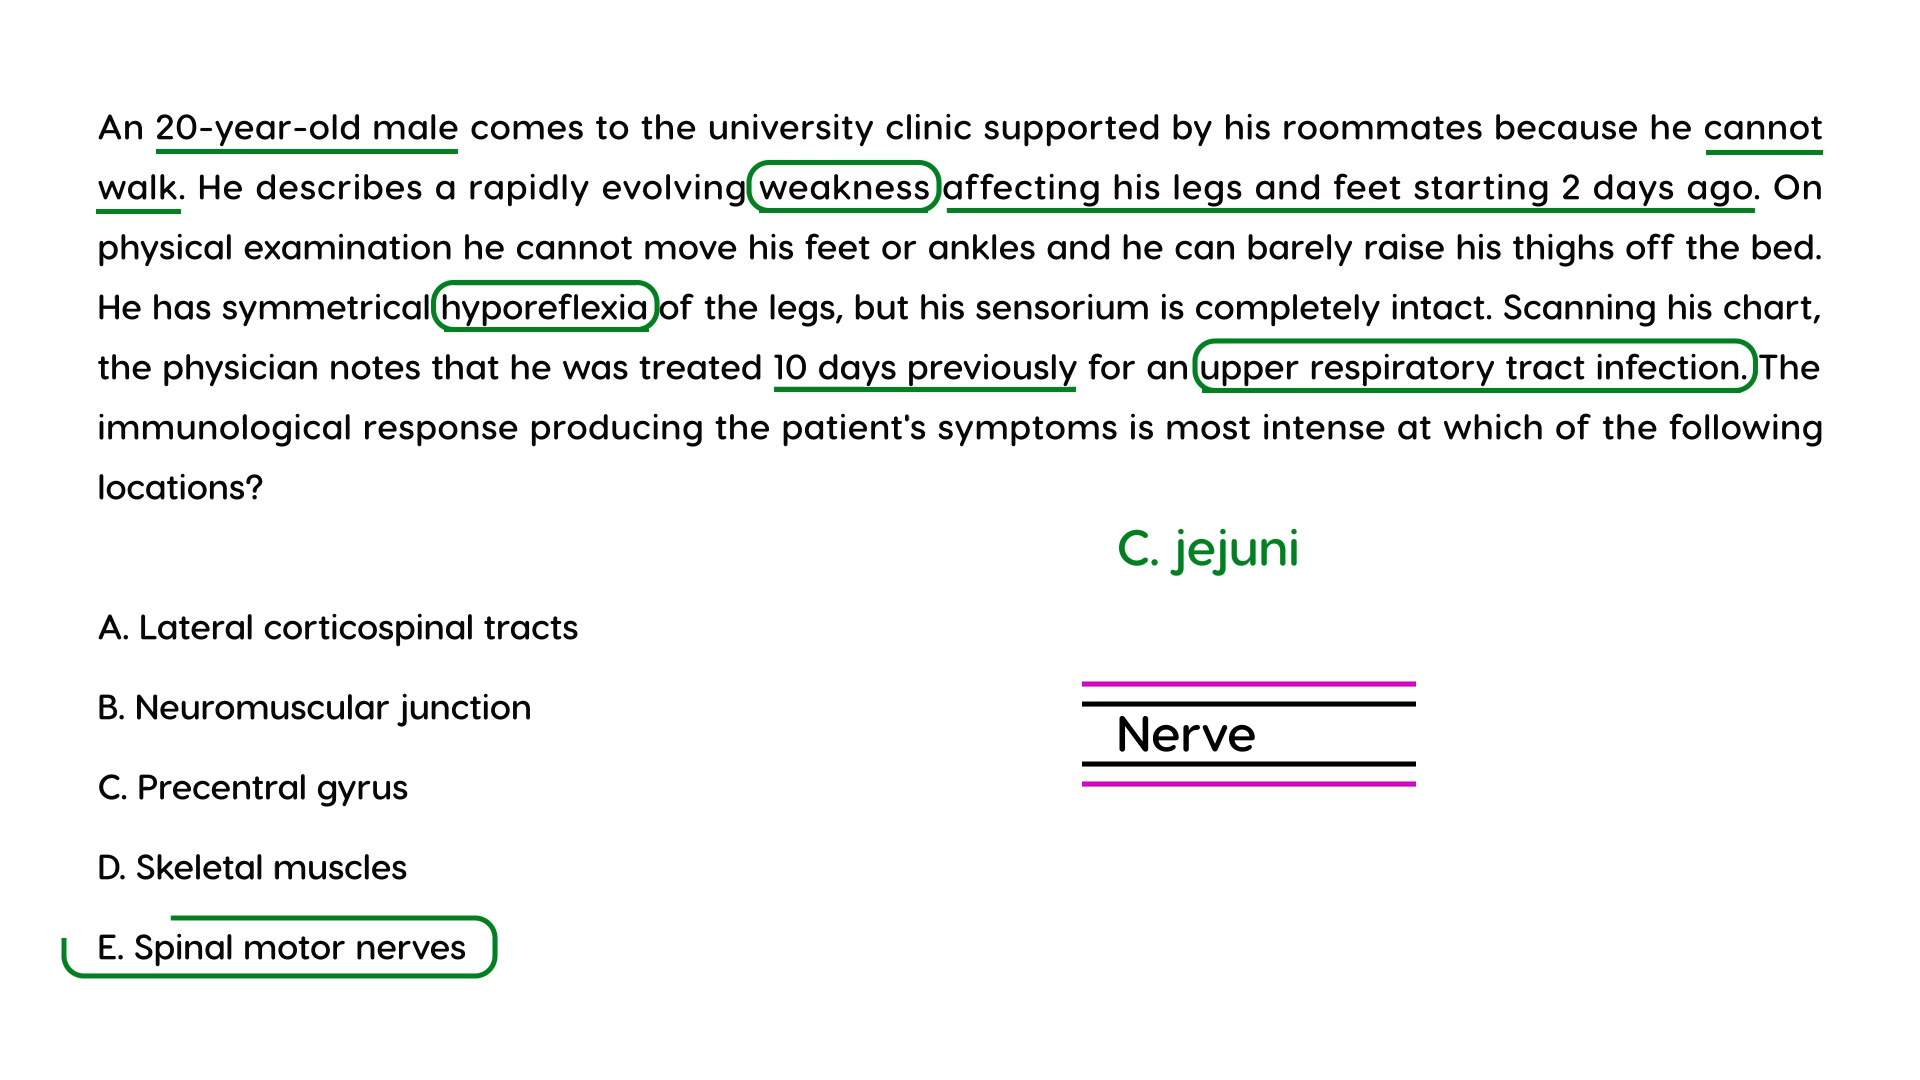 An 20-year-old male comes to the university clinic supported by his roommates because he cannot
walk. He describes a rapidly evolving weakness affecting his legs and feet starting 2 days ago. On
physical examination he cannot move his feet or ankles and he can barely raise his thighs off the bed.
He has symmetrical hyporeflexia of the legs, but his sensorium is completely intact. Scanning his chart,
the physician notes that he was treated 10 days previously for an upper respiratory tract infection. The
immunological response producing the patient's symptoms is most intense at which of the following
locations?
C. jejuni
A. Lateral corticospinal tracts
B. Neuromuscular junction
Nerve
C. Precentral gyrus
D. Skeletal muscles
E. Spinal motor nerves